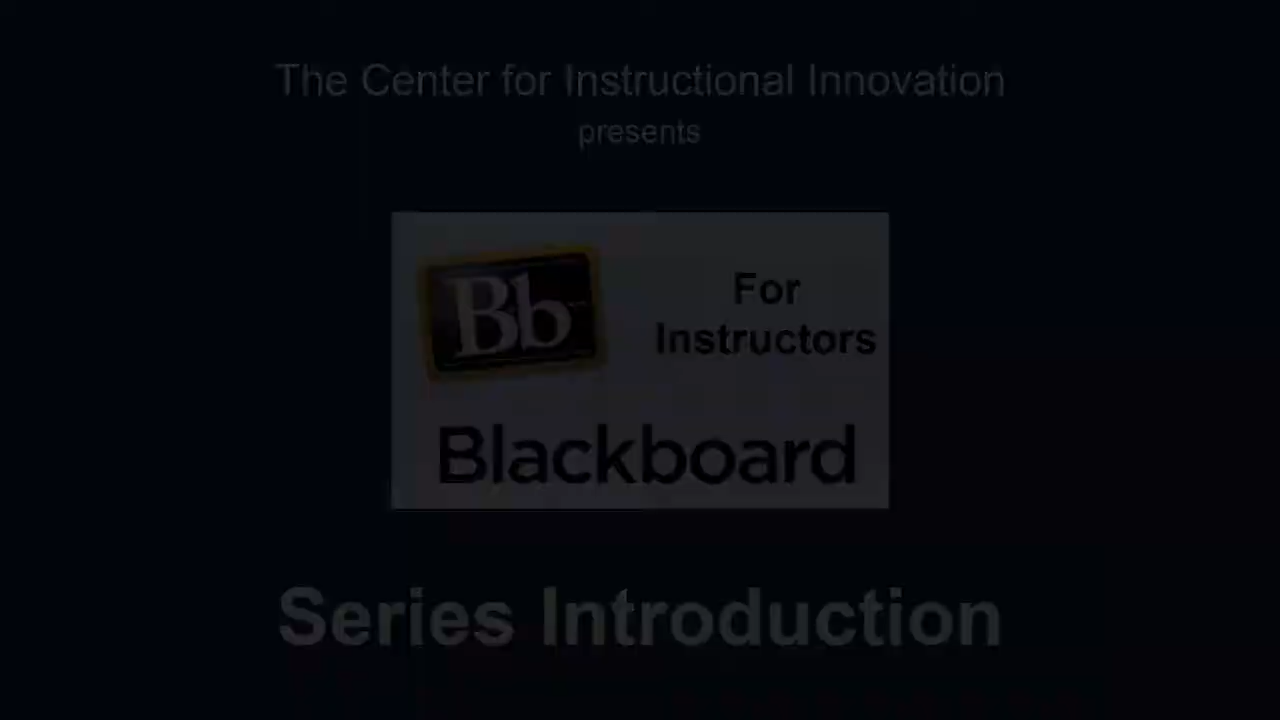 The Center for Instructional Innovation
presents
Bb
For
Instructors
Blackboard
Series Introduction